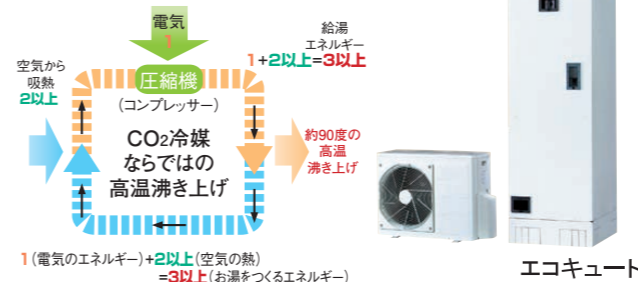 電気
1
給湯
エネルギー
1+2以上=3以上
空気から
吸熱
2以上
圧縮機
(コンプレッサー)
CO2冷媒
ならではの
高温沸き上げ
約90度の
高温
沸き上げ
1(電気のエネルギー)+2以上(空気の熱)
=3以上(お湯をつくるエネルギー)
エコキュート